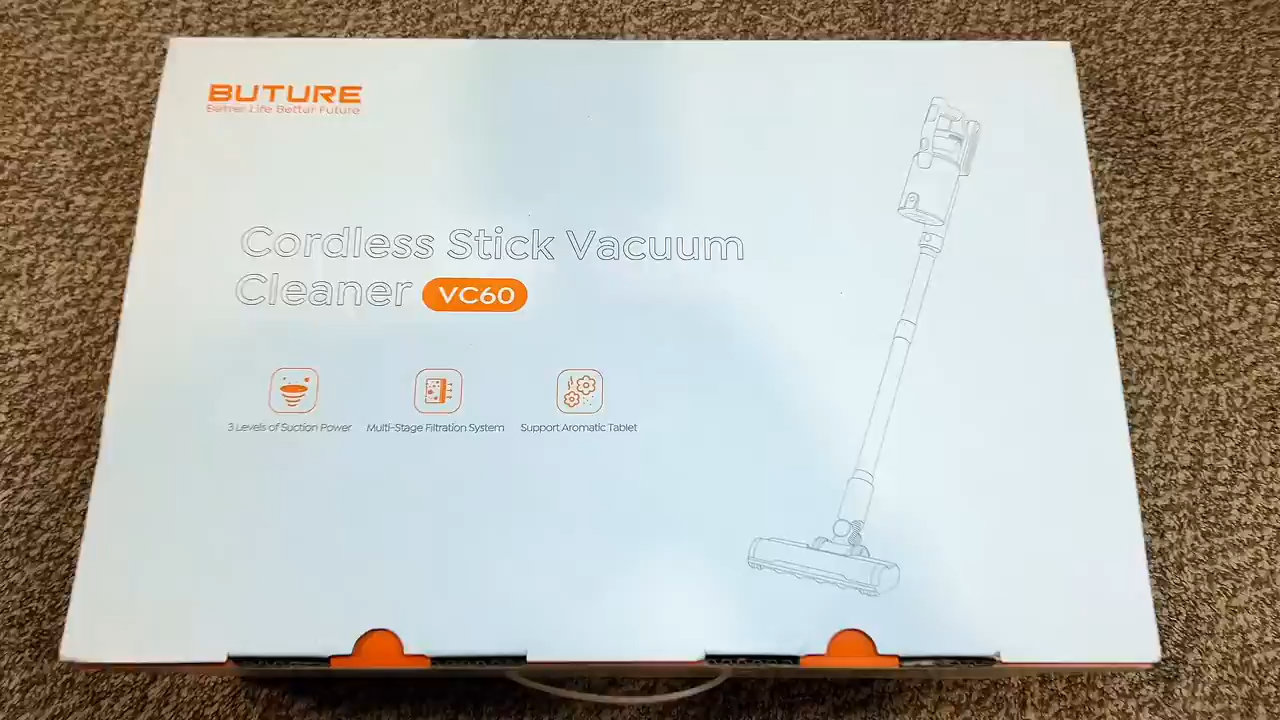 BUTURE
Better Life Better Future
Cordless Stick Vacuum
Cleaner VC60
3 Levels of Suction Power
Multi-Stage Filtration System
Support Aromatic Tablet